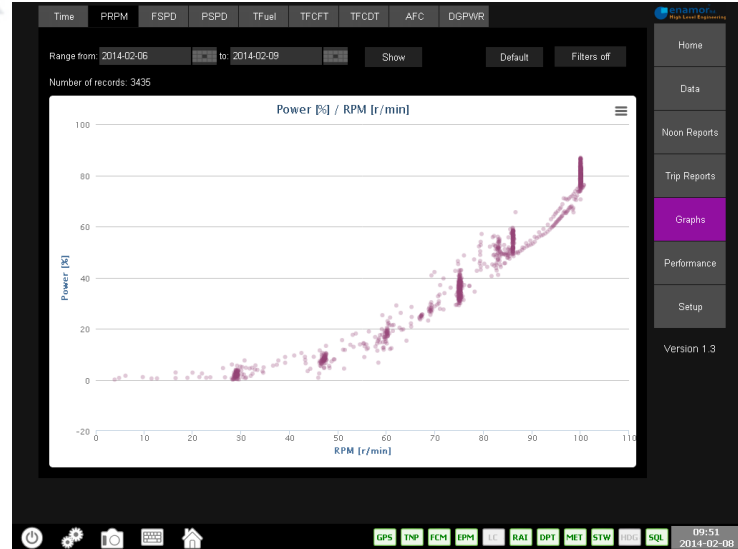 Time PRPM FSPD PSPD TFuel TFCFT TFCDT AFC DGPWR
enamor
High Level Engineering
Range from: 2014-02-06 to: 2014-02-09 Show Default Filters off
Number of records: 3435
Home
Data
Noon Reports
Trip Reports
Graphs
Performance
Setup
Version 1.3
Power [%] / RPM [r/min]
100
80
60
40
20
0
-20
Power [%]
0 10 20 30 40 50 60 70 80 90 100 110
RPM [r/min]
GPS TNP FCM EPM LC RAI DPT MET STW HDG SQL
09:51
2014-02-08